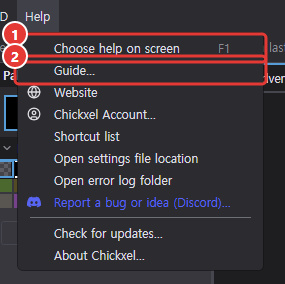 D Help
1
Choose help on screen F1
2
Guide...
Website
Chickxel Account...
Shortcut list
Open settings file location
Open error log folder
Report a bug or idea (Discord)...
Check for updates...
About Chickxel...